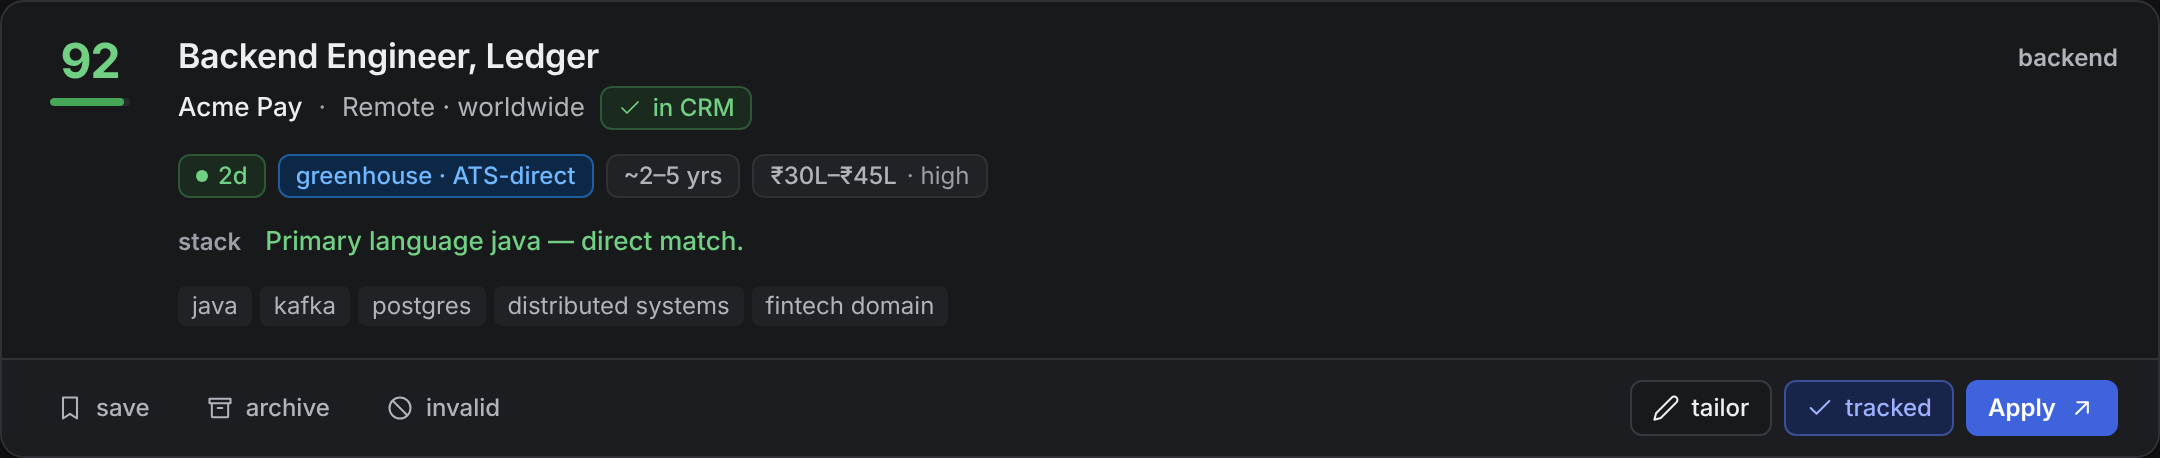 92
Backend Engineer, Ledger
backend
Acme Pay · Remote · worldwide in CRM
2d greenhouse · ATS-direct ~2–5 yrs ₹30L–₹45L · high
stack Primary language java — direct match.
java kafka postgres distributed systems fintech domain
save archive invalid tailor tracked Apply